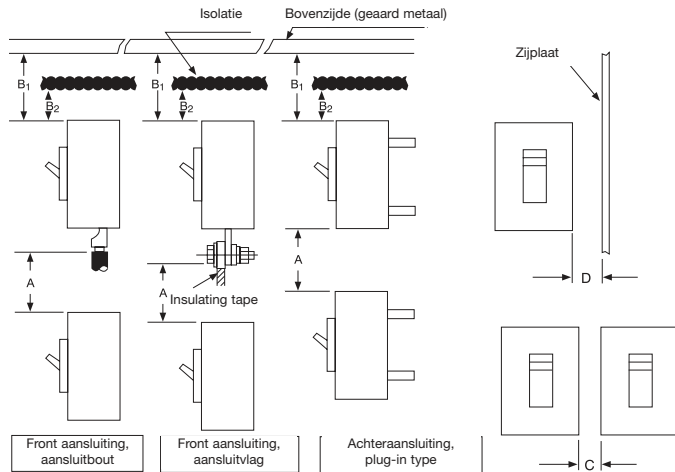 Isolatie
Bovenzijde (geaard metaal)
Zijplaat
B1
B1
B1
B2
B2
B2
A
A
A
Insulating tape
D
C
Front aansluiting,
aansluitbout
Front aansluiting,
aansluitvlag
Achteraansluiting,
plug-in type